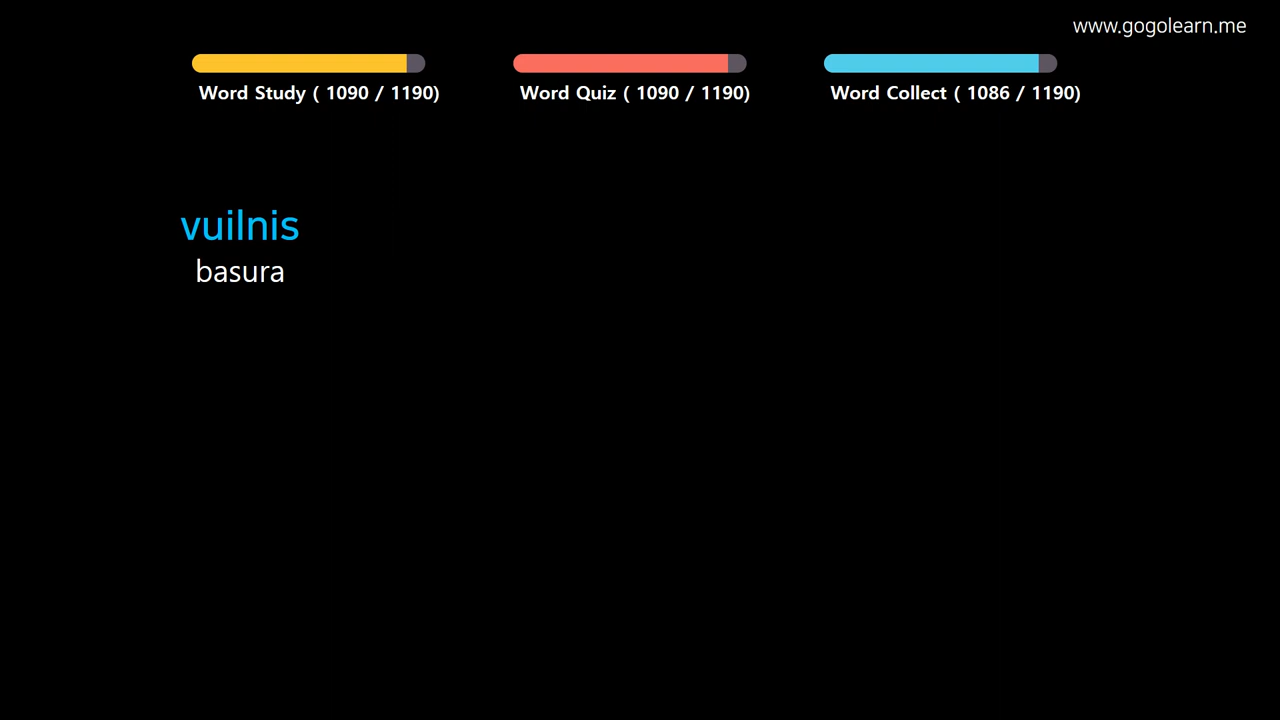 www.gogolearn.me
Word Study ( 1090 / 1190)
Word Quiz ( 1090 / 1190)
Word Collect ( 1086 / 1190)
vuilnis
basura